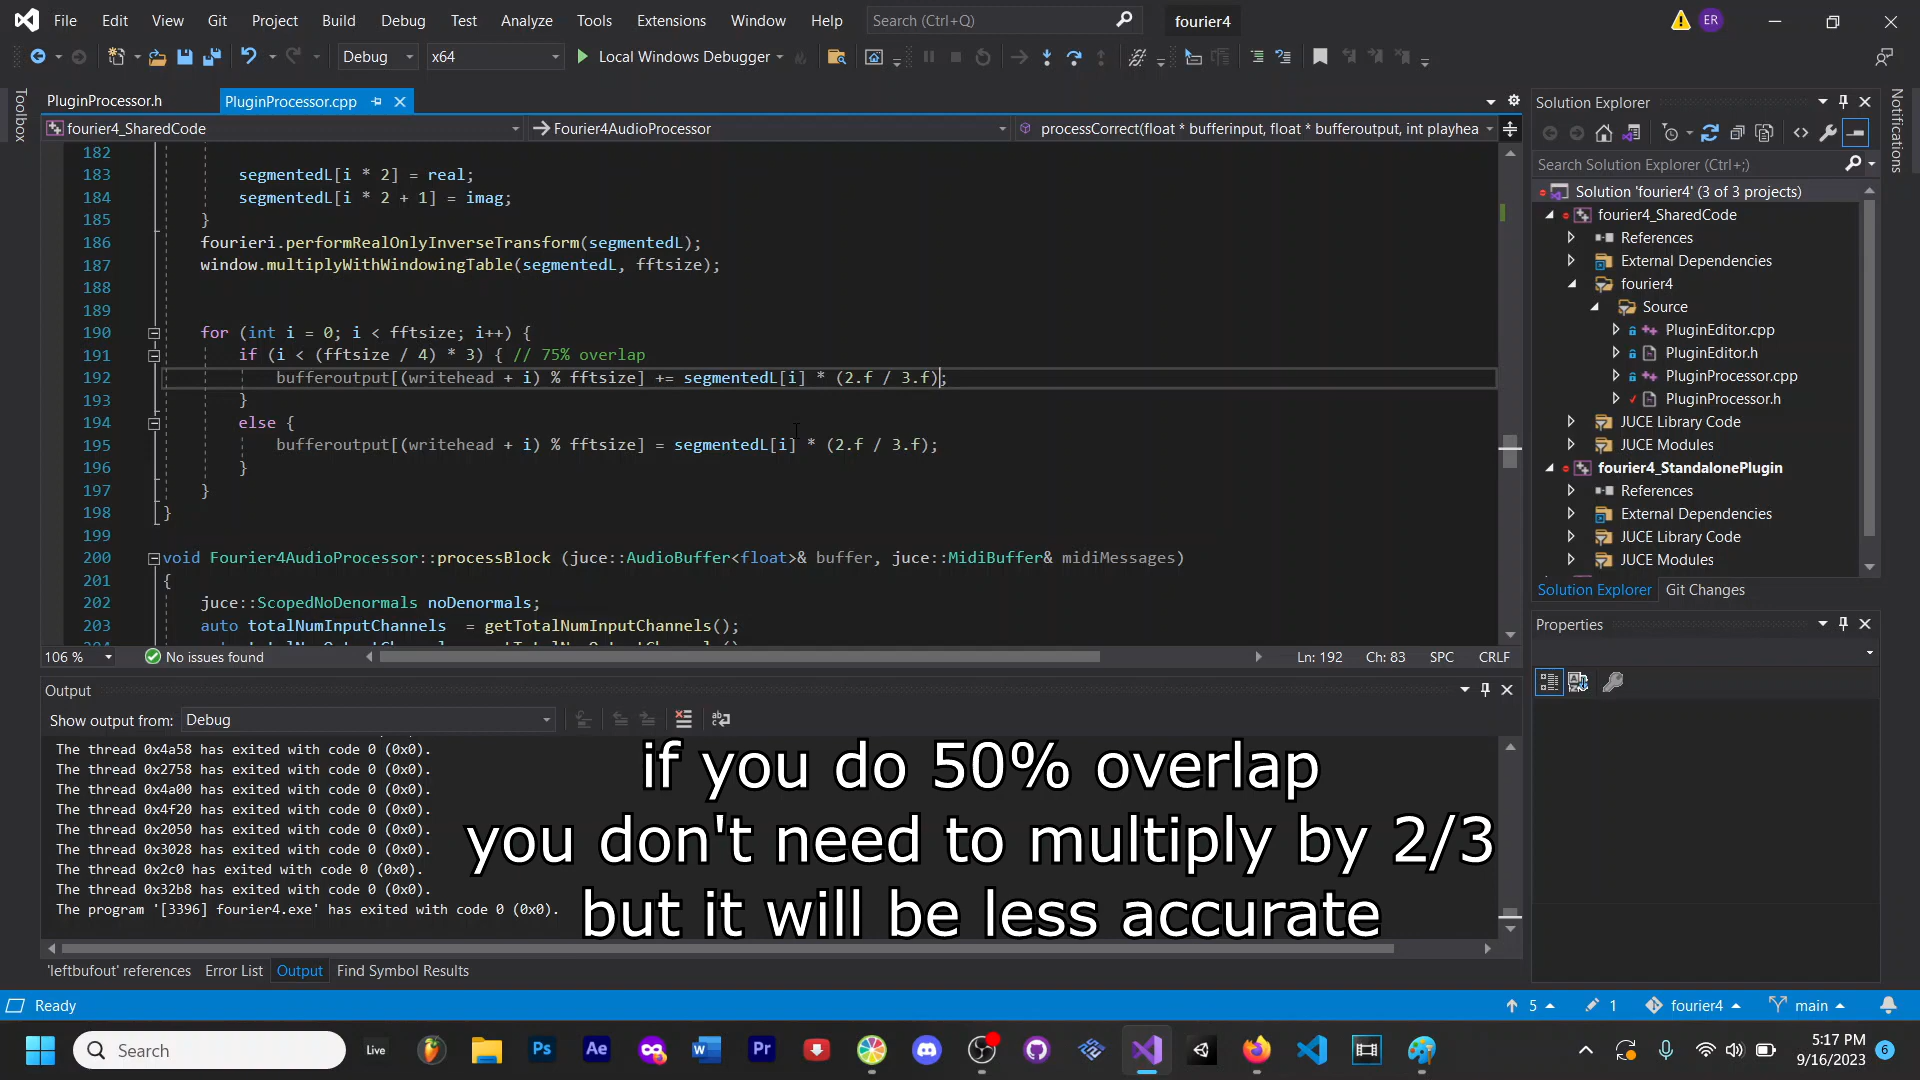 File Edit View Git Project Build Debug Test Analyze Tools Extensions Window Help Search (Ctrl+Q) fourier4 ER
Debug x64 Local Windows Debugger
Toolbox
PluginProcessor.h PluginProcessor.cpp
fourier4_SharedCode Fourier4AudioProcessor processCorrect(float * bufferinput, float * bufferoutput, int playhea
182
183 segmentedL[i * 2] = real;
184 segmentedL[i * 2 + 1] = imag;
185 }
186 fourieri.performRealOnlyInverseTransform(segmentedL);
187 window.multiplyWithWindowingTable(segmentedL, fftsize);
188
189
190 for (int i = 0; i < fftsize; i++) {
191 if (i < (fftsize / 4) * 3) { // 75% overlap
192 bufferoutput[(writehead + i) % fftsize] += segmentedL[i] * (2.f / 3.f);
193 }
194 else {
195 bufferoutput[(writehead + i) % fftsize] = segmentedL[i] * (2.f / 3.f);
196 }
197 }
198 }
199
200 void Fourier4AudioProcessor::processBlock (juce::AudioBuffer<float>& buffer, juce::MidiBuffer& midiMessages)
201 {
202 juce::ScopedNoDenormals noDenormals;
203 auto totalNumInputChannels = getTotalNumInputChannels();
106 % No issues found Ln: 192 Ch: 83 SPC CRLF
Output
Show output from: Debug
The thread 0x4a58 has exited with code 0 (0x0).
The thread 0x2758 has exited with code 0 (0x0).
The thread 0x4a00 has exited with code 0 (0x0).
The thread 0x4f20 has exited with code 0 (0x0).
The thread 0x2050 has exited with code 0 (0x0).
The thread 0x3028 has exited with code 0 (0x0).
The thread 0x2c0 has exited with code 0 (0x0).
The thread 0x32b8 has exited with code 0 (0x0).
The program '[3396] fourier4.exe' has exited with code 0 (0x0).
if you do 50% overlap
you don't need to multiply by 2/3
but it will be less accurate
'leftbufout' references Error List Output Find Symbol Results
Solution Explorer
Search Solution Explorer (Ctrl+;)
Solution 'fourier4' (3 of 3 projects)
fourier4_SharedCode
References
External Dependencies
fourier4
Source
PluginEditor.cpp
PluginEditor.h
PluginProcessor.cpp
PluginProcessor.h
JUCE Library Code
JUCE Modules
fourier4_StandalonePlugin
References
External Dependencies
JUCE Library Code
JUCE Modules
Solution Explorer Git Changes
Properties
Notifications
Ready 5 1 fourier4 main
Search Live Ps Ae Pr 5:17 PM
9/16/2023 6